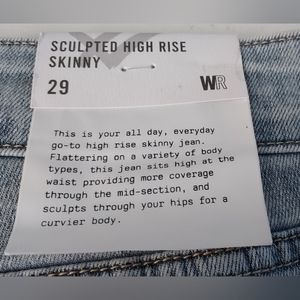 SCULPTED HIGH RISE
SKINNY
29
WR
This is your all day, everyday
go-to high rise skinny jean.
Flattering on a variety of body
types, this jean sits high at the
waist providing more coverage
through the mid-section, and
sculpts through your hips for a
curvier body.